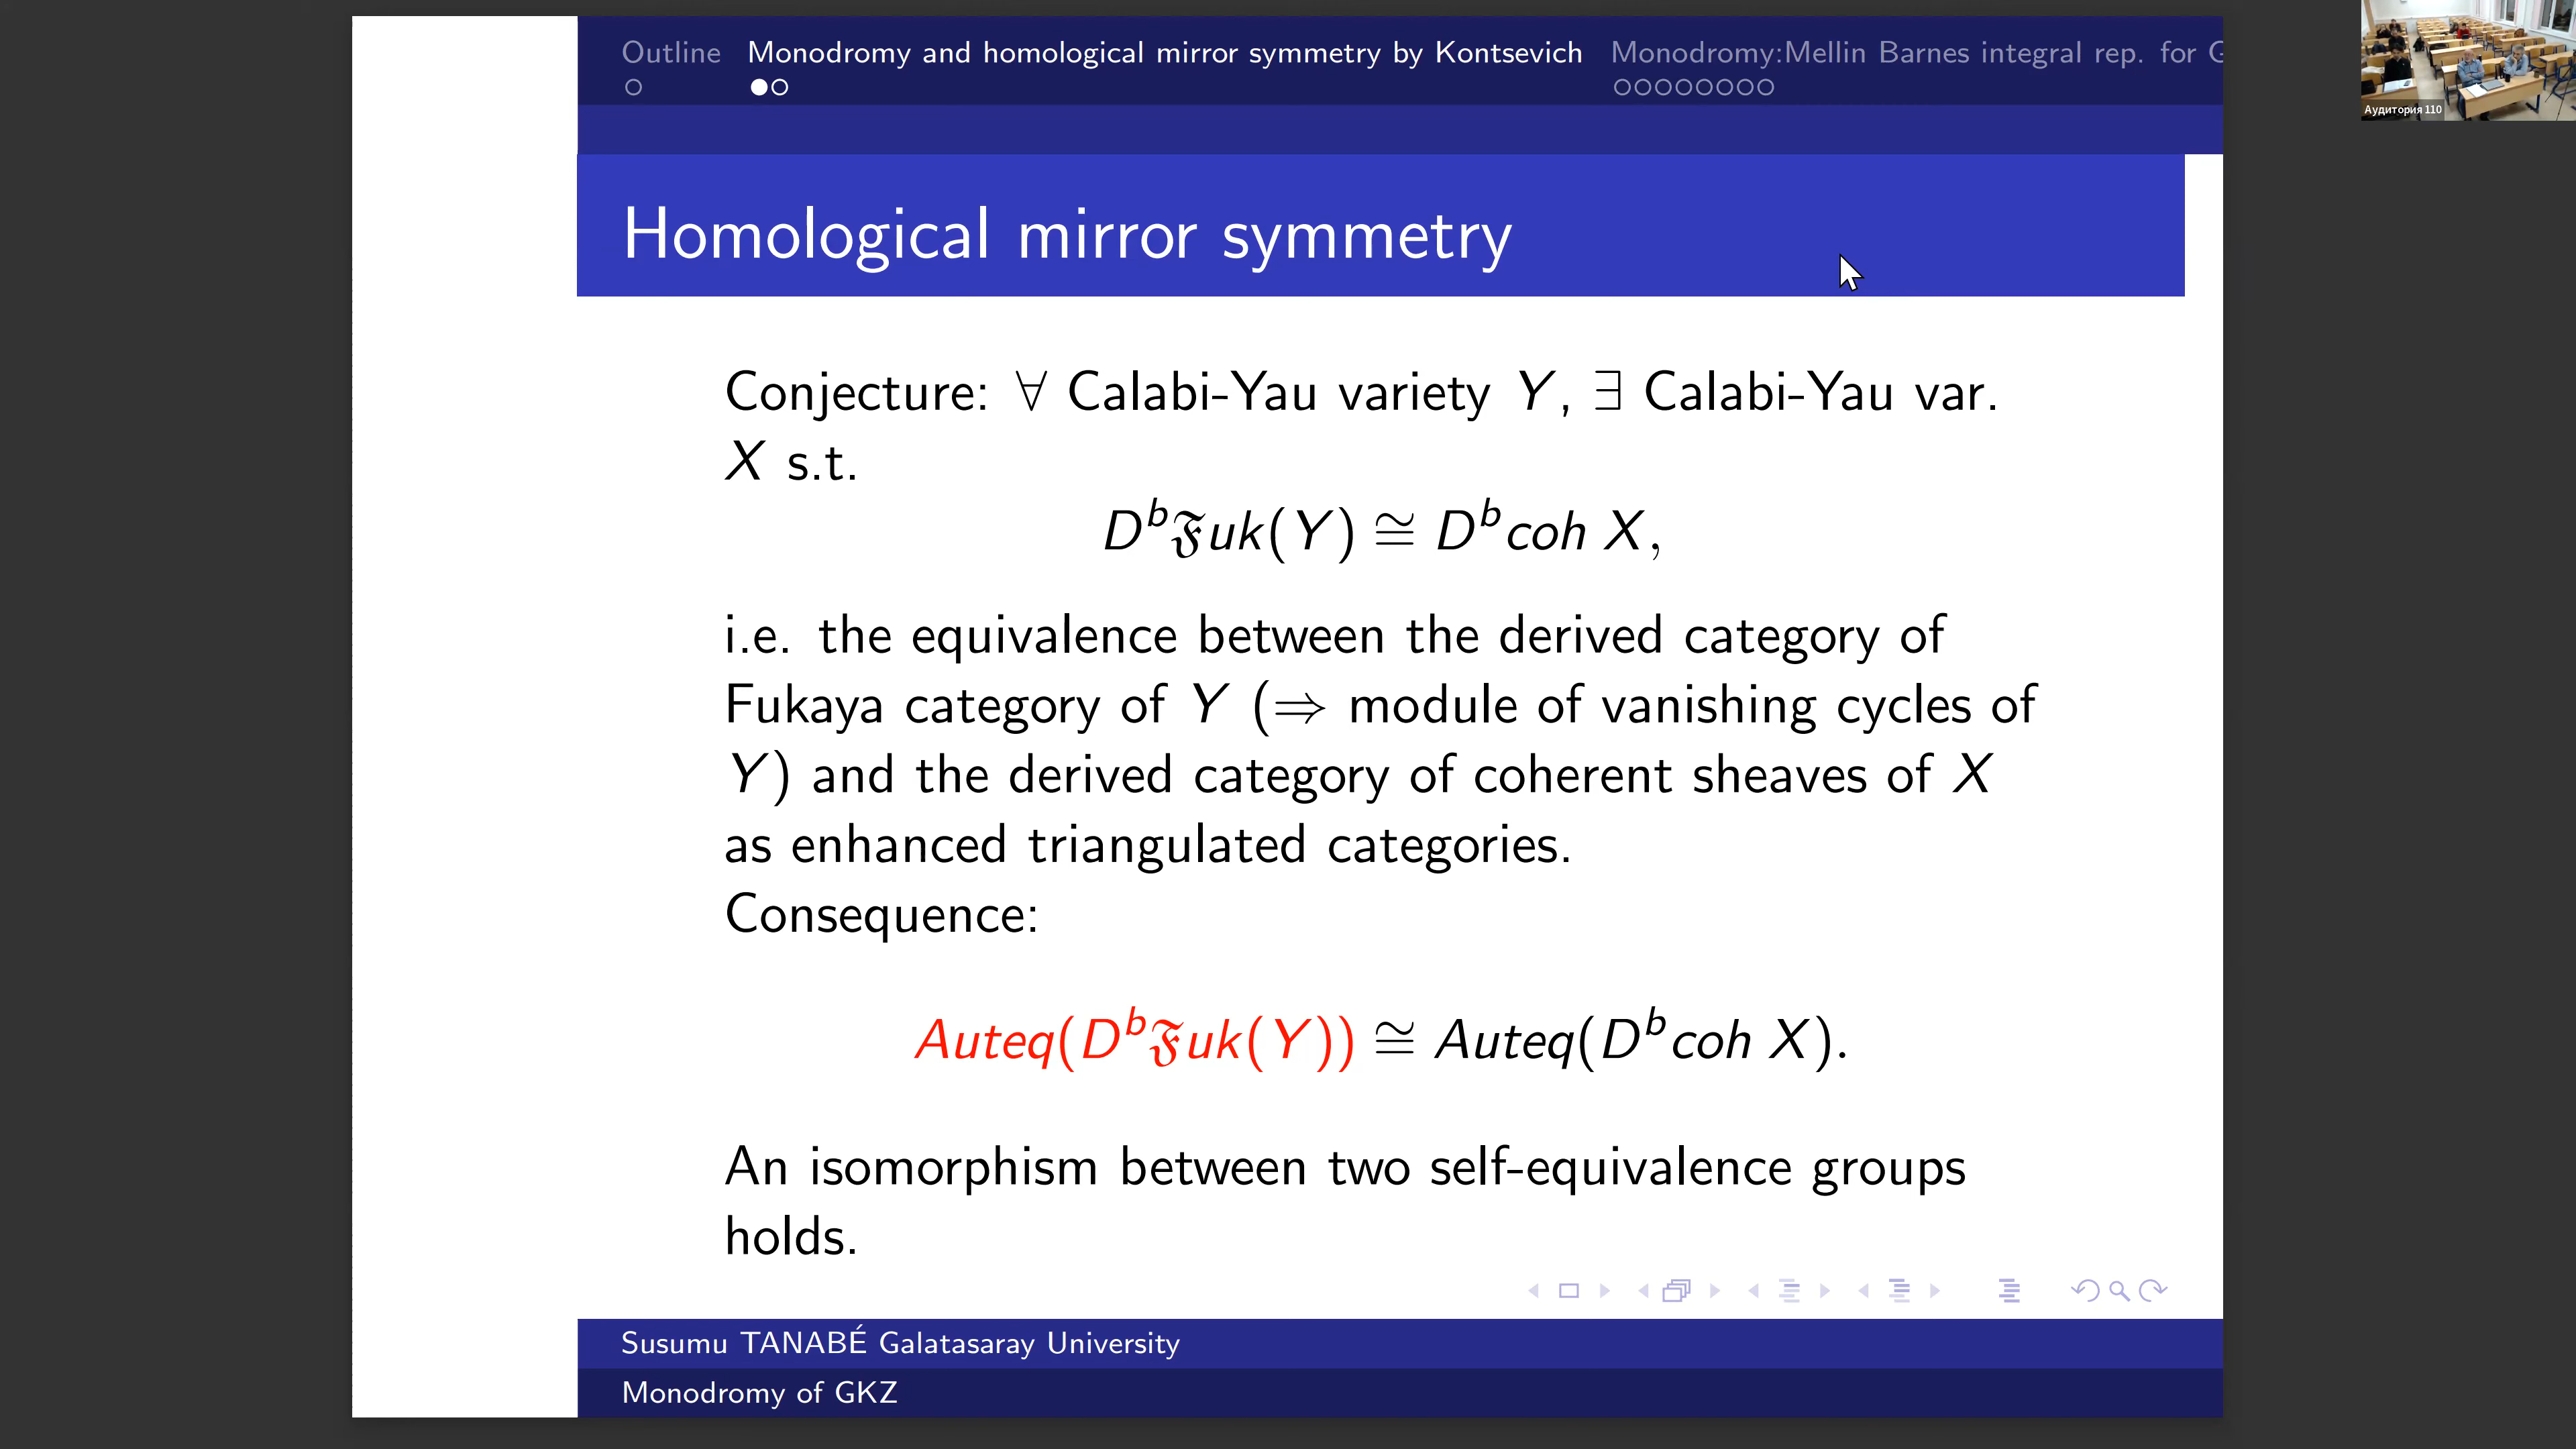 Outline Monodromy and homological mirror symmetry by Kontsevich Monodromy:Mellin Barnes integral rep. for G
Аудитория 110
Homological mirror symmetry
Conjecture: ∀ Calabi-Yau variety Y, ∃ Calabi-Yau var.
X s.t.
D^b𝔉uk(Y) ≅ D^bcoh X,
i.e. the equivalence between the derived category of
Fukaya category of Y (⇒ module of vanishing cycles of
Y) and the derived category of coherent sheaves of X
as enhanced triangulated categories.
Consequence:
Auteq(D^b𝔉uk(Y)) ≅ Auteq(D^bcoh X).
An isomorphism between two self-equivalence groups
holds.
Susumu TANABÉ Galatasaray University
Monodromy of GKZ